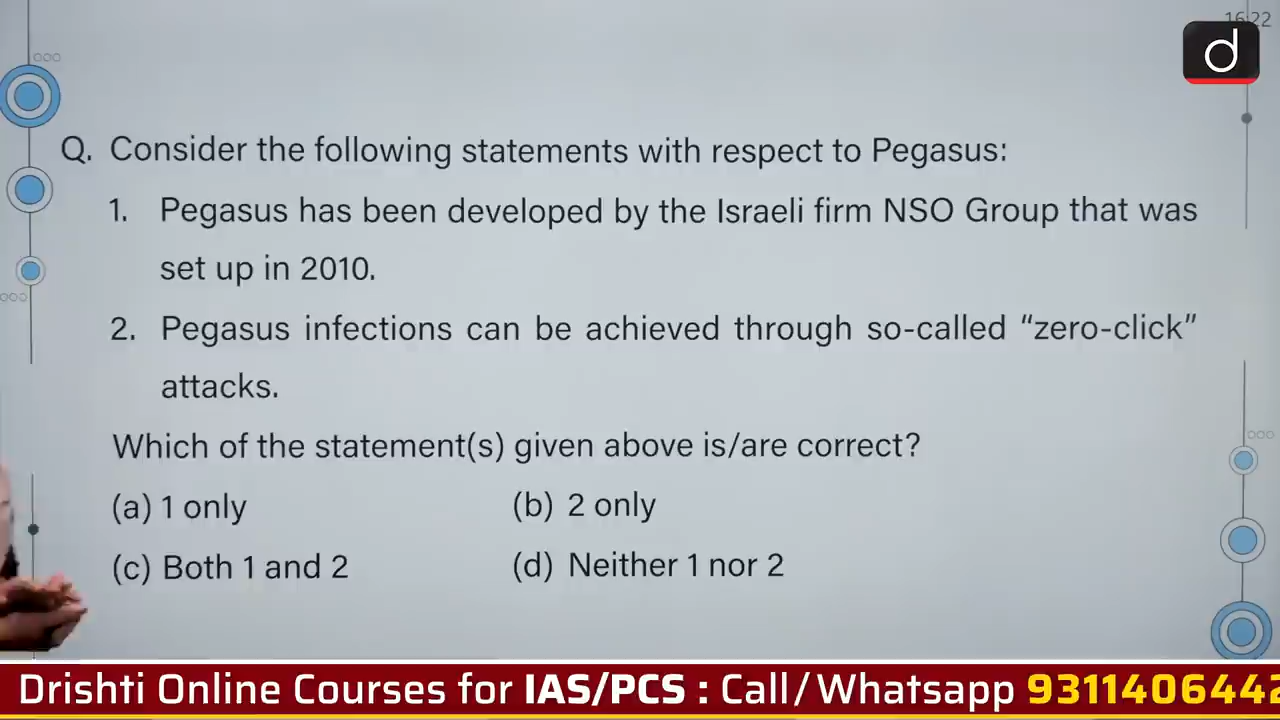 16:22
d
Q. Consider the following statements with respect to Pegasus:
1. Pegasus has been developed by the Israeli firm NSO Group that was
set up in 2010.
2. Pegasus infections can be achieved through so-called “zero-click”
attacks.
Which of the statement(s) given above is/are correct?
(a) 1 only (b) 2 only
(c) Both 1 and 2 (d) Neither 1 nor 2
Drishti Online Courses for IAS/PCS : Call/Whatsapp 9311406442